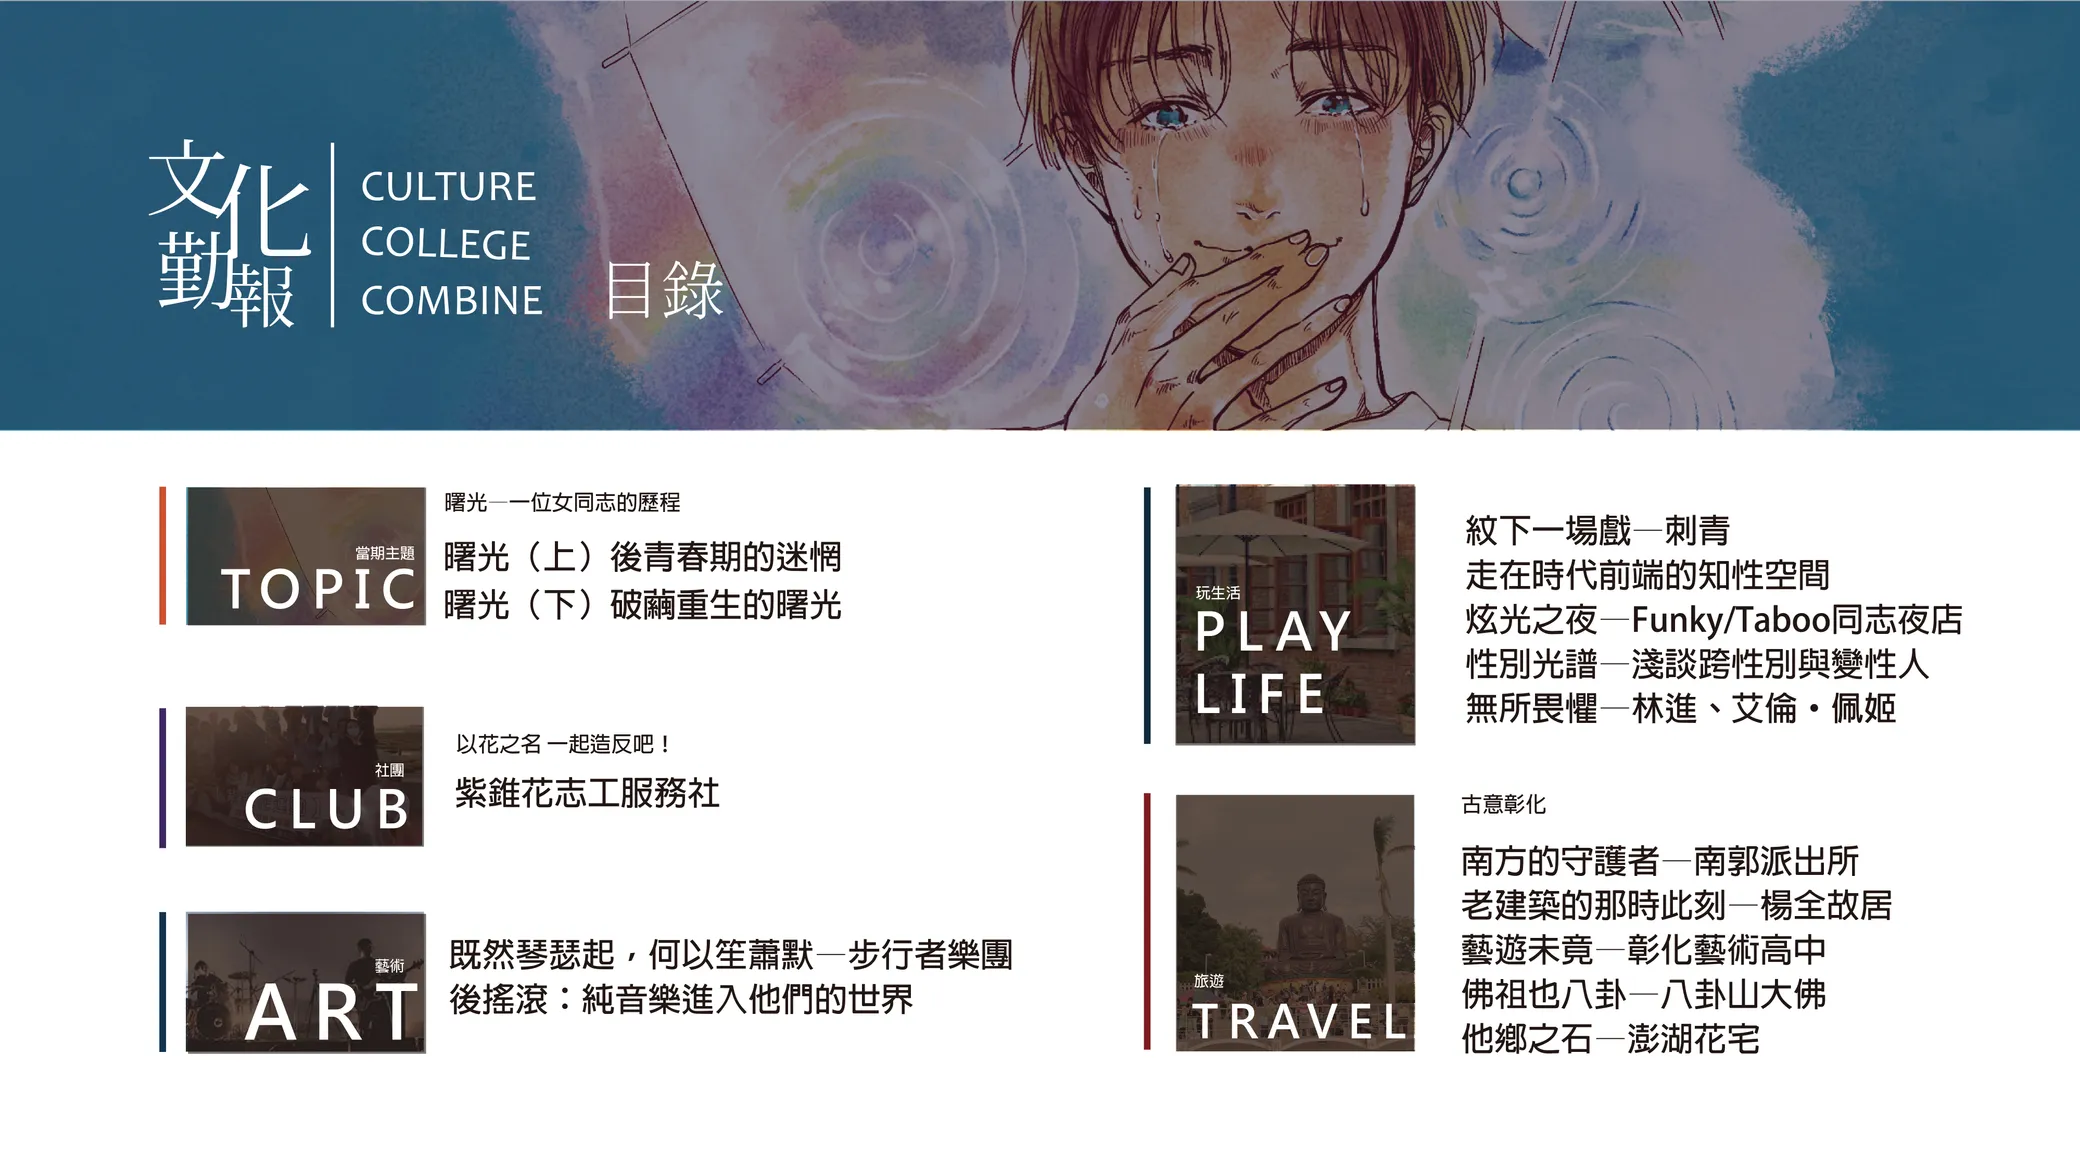 文化
勤報
CULTURE
COLLEGE
COMBINE
目錄
當期主題
TOPIC
曙光—一位女同志的歷程
曙光（上）後青春期的迷惘
曙光（下）破繭重生的曙光
社團
CLUB
以花之名 一起造反吧！
紫錐花志工服務社
藝術
ART
既然琴瑟起，何以笙蕭默—步行者樂團
後搖滾：純音樂進入他們的世界
玩生活
PLAY
LIFE
紋下一場戲—刺青
走在時代前端的知性空間
炫光之夜—Funky/Taboo同志夜店
性別光譜—淺談跨性別與變性人
無所畏懼—林進、艾倫•佩姬
旅遊
TRAVEL
古意彰化
南方的守護者—南郭派出所
老建築的那時此刻—楊全故居
藝遊未竟—彰化藝術高中
佛祖也八卦—八卦山大佛
他鄉之石—澎湖花宅